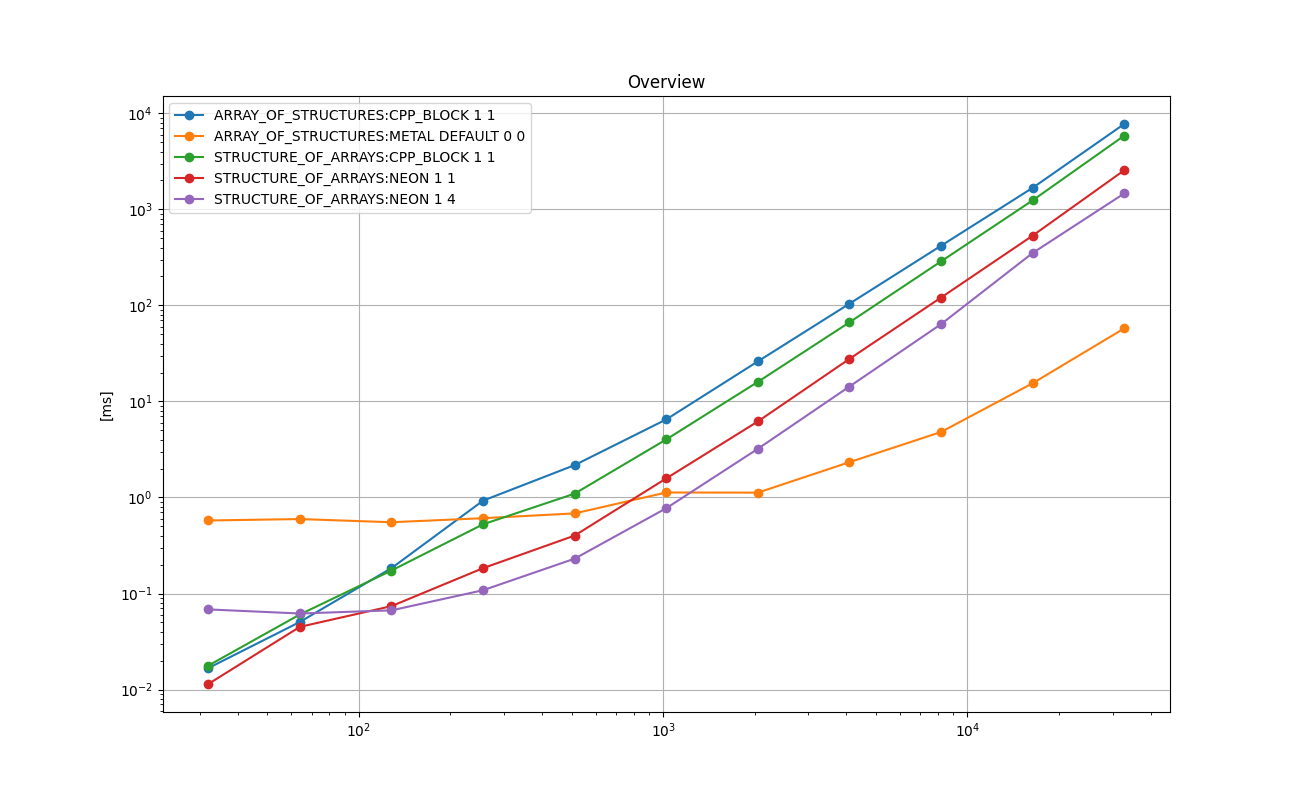 Overview
ARRAY_OF_STRUCTURES:CPP_BLOCK 1 1
ARRAY_OF_STRUCTURES:METAL DEFAULT 0 0
STRUCTURE_OF_ARRAYS:CPP_BLOCK 1 1
STRUCTURE_OF_ARRAYS:NEON 1 1
STRUCTURE_OF_ARRAYS:NEON 1 4
[ms]
10⁴
10³
10²
10¹
10⁰
10⁻¹
10⁻²
10² 10³ 10⁴